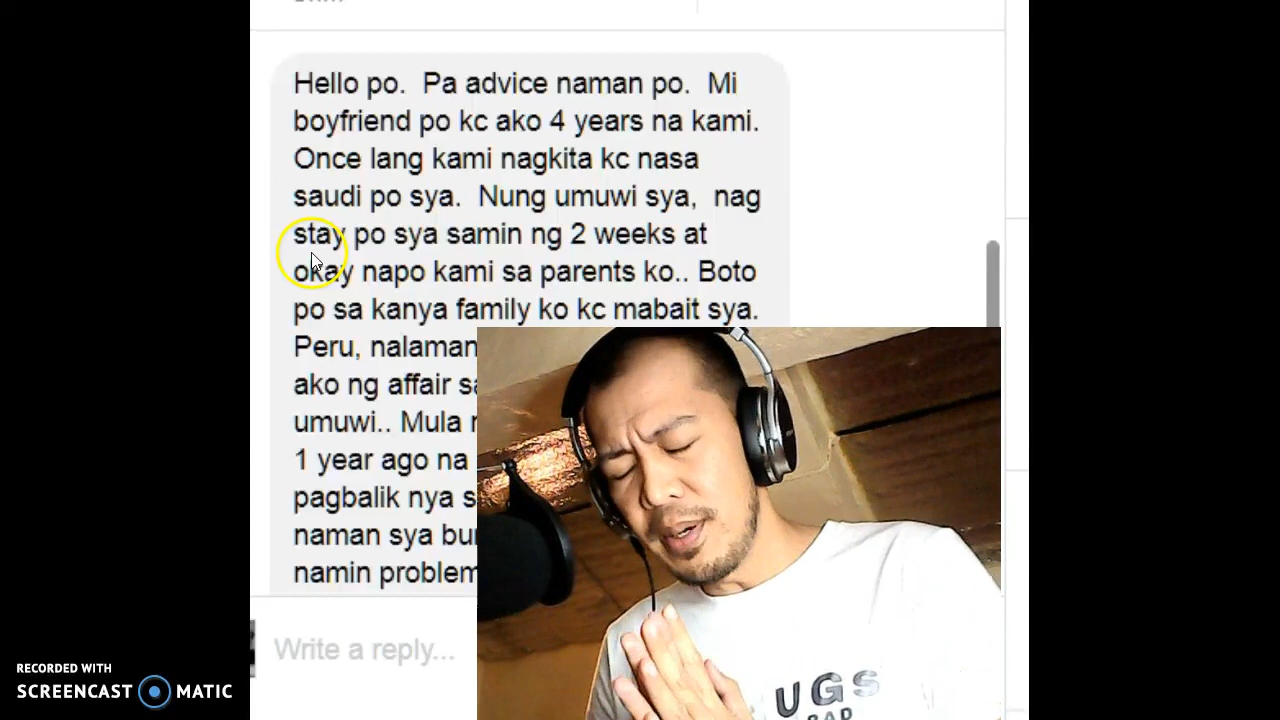 Hello po. Pa advice naman po. Mi
boyfriend po kc ako 4 years na kami.
Once lang kami nagkita kc nasa
saudi po sya. Nung umuwi sya, nag
stay po sya samin ng 2 weeks at
okay napo kami sa parents ko.. Boto
po sa kanya family ko kc mabait sya.
Peru, nalaman
ako ng affair sa
umuwi.. Mula
1 year ago na
pagbalik nya
naman sya
namin
Write a reply...
UGS
RECORDED WITH
SCREENCAST MATIC